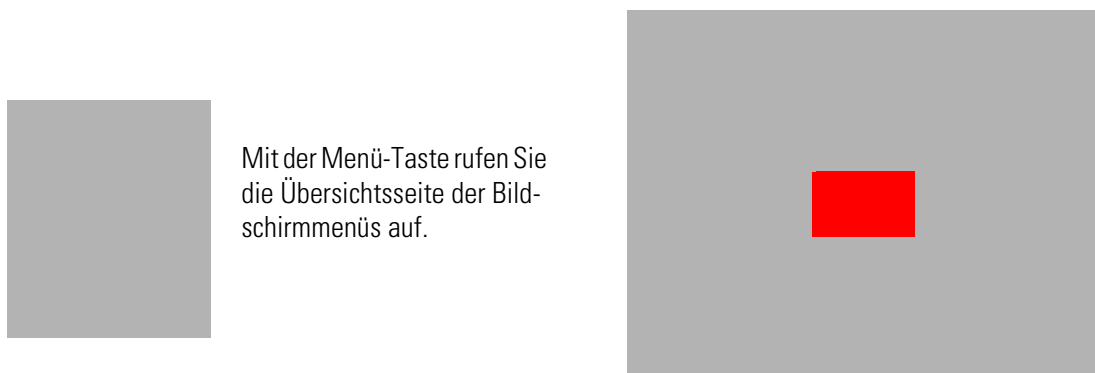 Mit der Menü-Taste rufen Sie
die Übersichtsseite der Bild-
schirmmenüs auf.